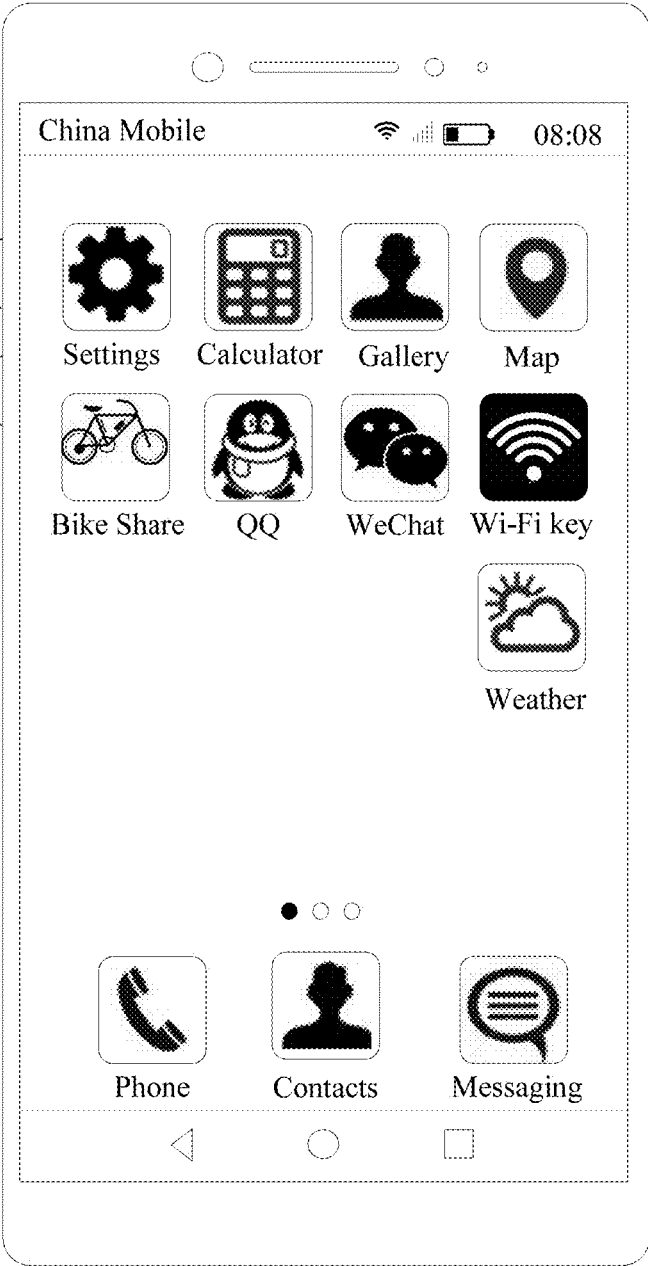 China Mobile 08:08
Settings Calculator Gallery Map
Bike Share QQ WeChat Wi-Fi key
Weather
Phone Contacts Messaging